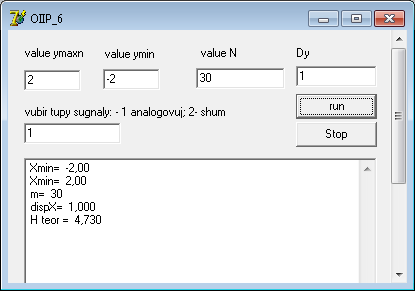 OIIP_6
value ymaxn value ymin value N Dy
2 -2 30 1
run
vubir tupy sugnaly: - 1 analogovuj; 2- shum
Stop
1
Xmin= -2,00
Xmin= 2,00
m= 30
dispX= 1,000
H teor = 4,730